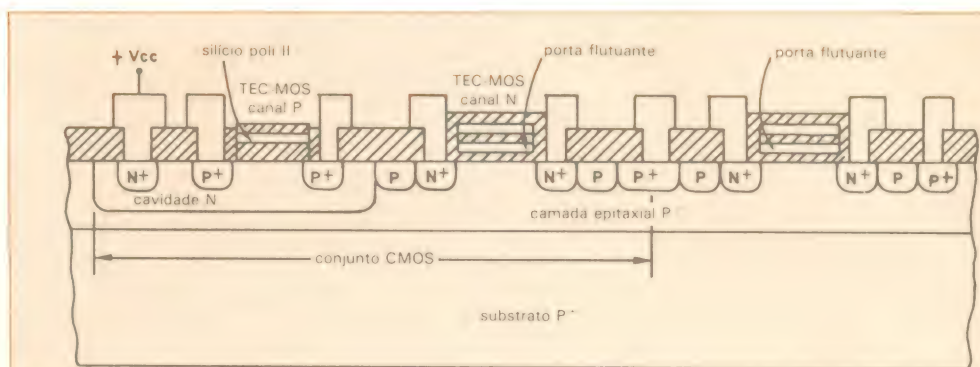 + Vcc
silício poli II
TEC-MOS
canal P
TEC-MOS
canal N
porta flutuante
porta flutuante
N+ P+ P+ P N+ N+ P P+ P N+ N+ P P+
cavidade N
camada epitaxial P⁻
conjunto CMOS
substrato P⁺